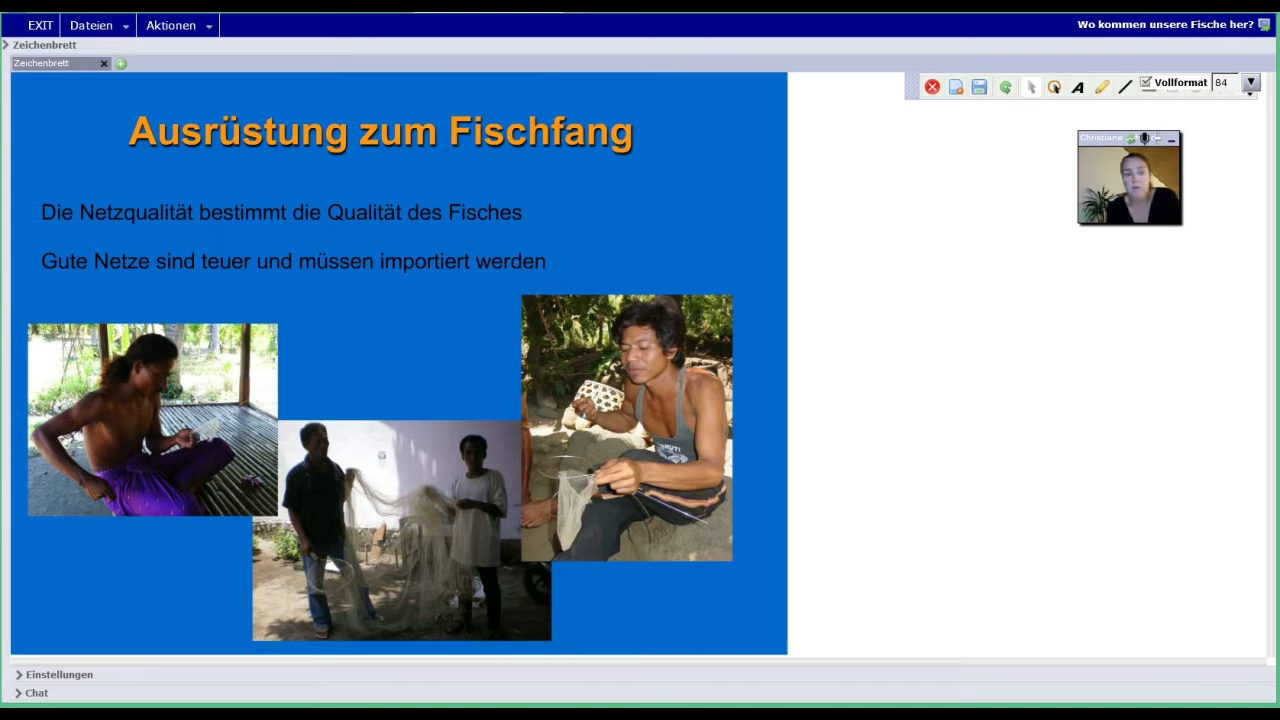 EXIT Dateien Aktionen Wo kommen unsere Fische her?
Zeichenbrett
Zeichenbrett
Vollformat 84
Ausrüstung zum Fischfang
Christiane
Die Netzqualität bestimmt die Qualität des Fisches
Gute Netze sind teuer und müssen importiert werden
Einstellungen
Chat